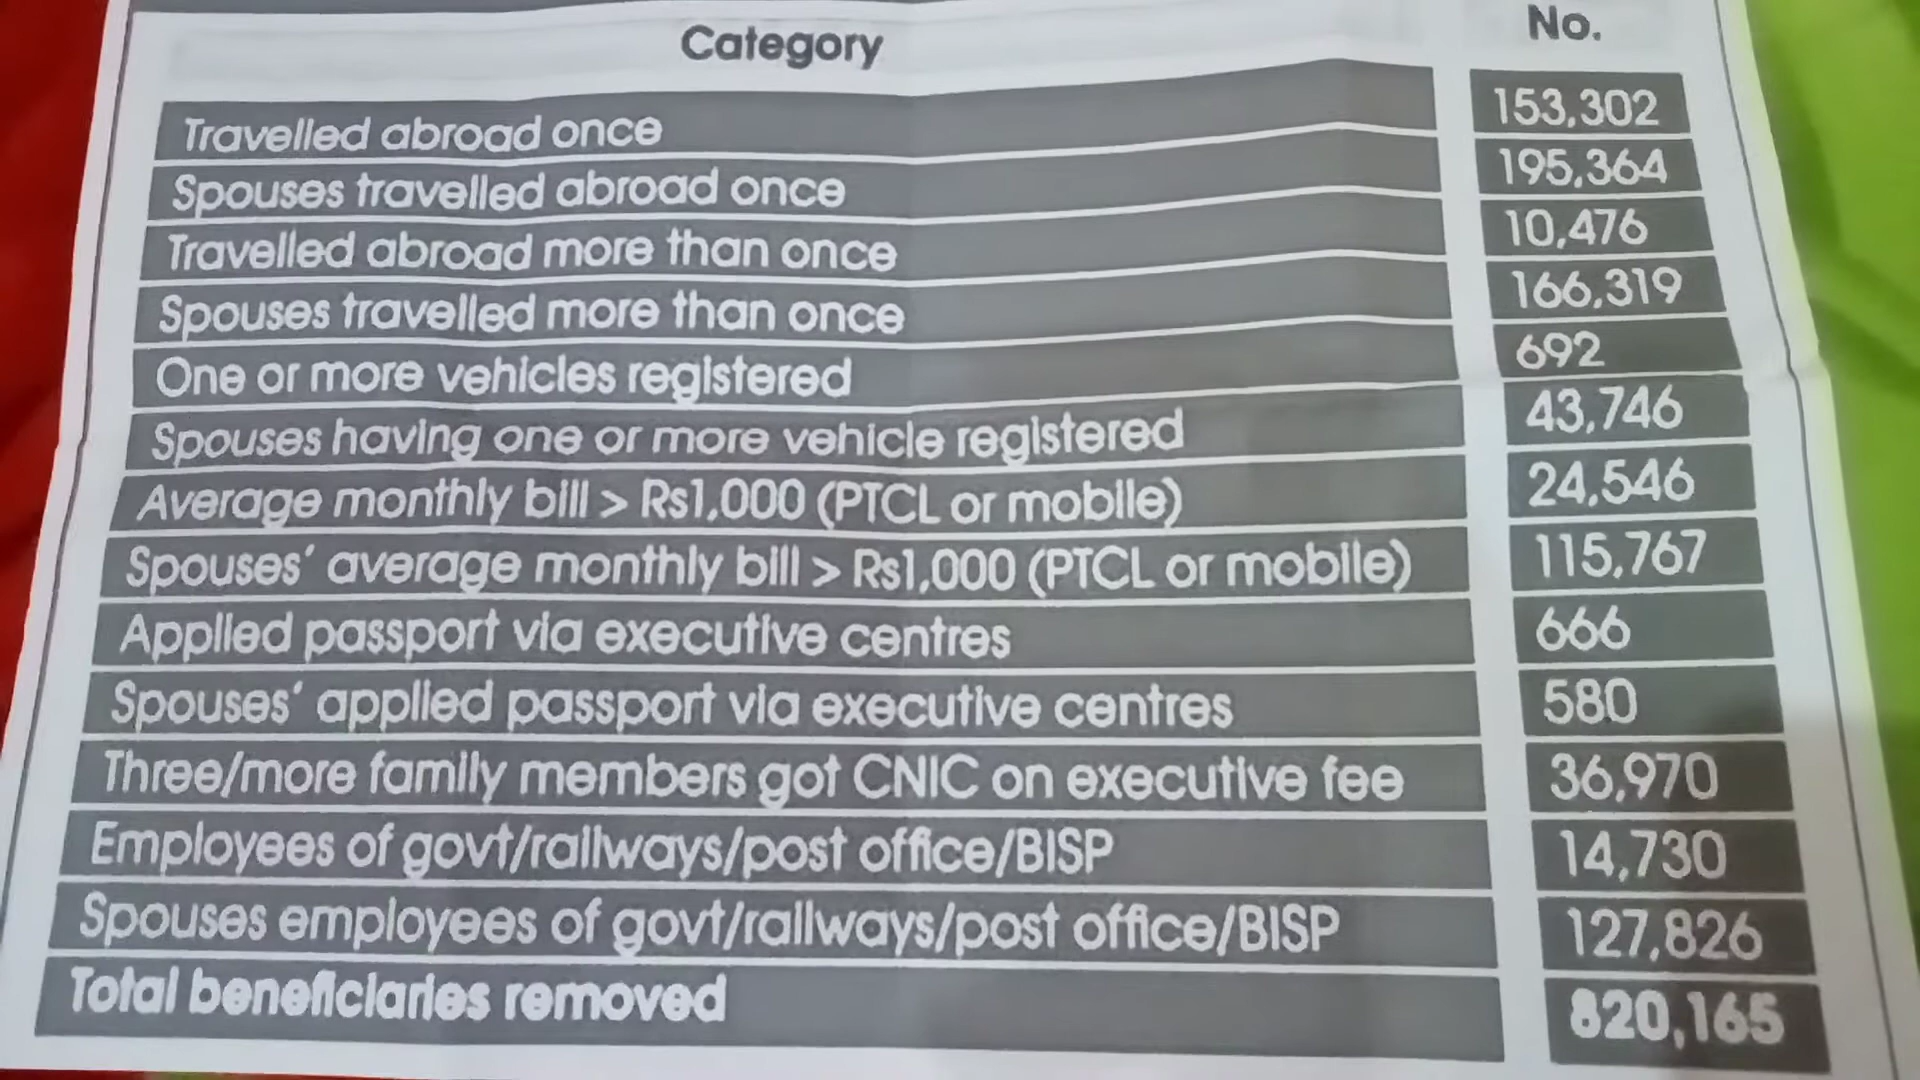 Category No.
Travelled abroad once 153,302
Spouses travelled abroad once 195,364
Travelled abroad more than once 10,476
Spouses travelled more than once 166,319
One or more vehicles registered 692
Spouses having one or more vehicle registered 43,746
Average monthly bill > Rs1,000 (PTCL or mobile) 24,546
Spouses’ average monthly bill > Rs1,000 (PTCL or mobile) 115,767
Applied passport via executive centres 666
Spouses‘ applied passport via executive centres 580
Three/more family members got CNIC on executive fee 36,970
Employees of govt/railways/post office/BISP 14,730
Spouses employees of govt/railways/post office/BISP 127,826
Total beneficiaries removed 820,165